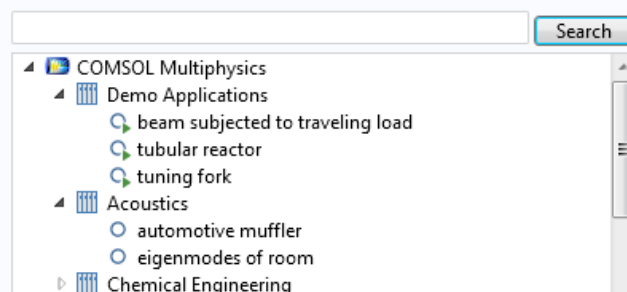 Search
COMSOL Multiphysics
Demo Applications
beam subjected to traveling load
tubular reactor
tuning fork
Acoustics
automotive muffler
eigenmodes of room
Chemical Engineering